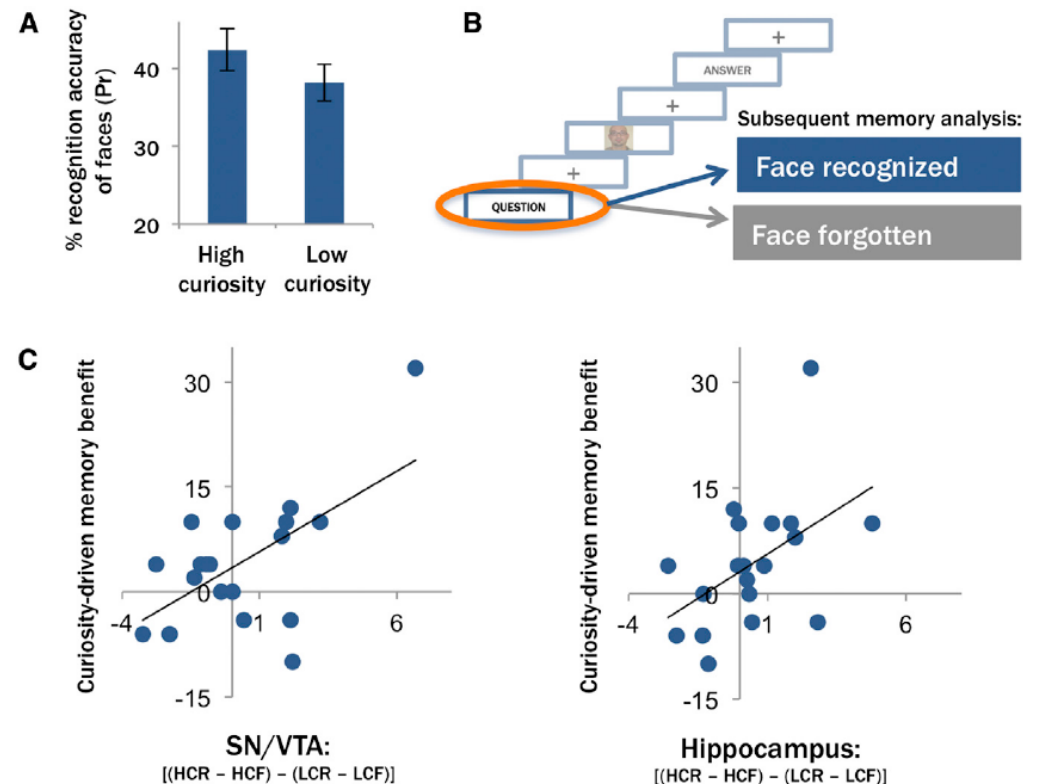 A
% recognition accuracy
of faces (Pr)
40
30
20
High
curiosity
Low
curiosity
B
+
ANSWER
+
+
QUESTION
Subsequent memory analysis:
Face recognized
Face forgotten
C
Curiosity-driven memory benefit
30
15
0
-15
-4
1
6
SN/VTA:
[(HCR – HCF) – (LCR – LCF)]
Curiosity-driven memory benefit
30
15
0
-15
-4
1
6
Hippocampus:
[(HCR – HCF) – (LCR – LCF)]